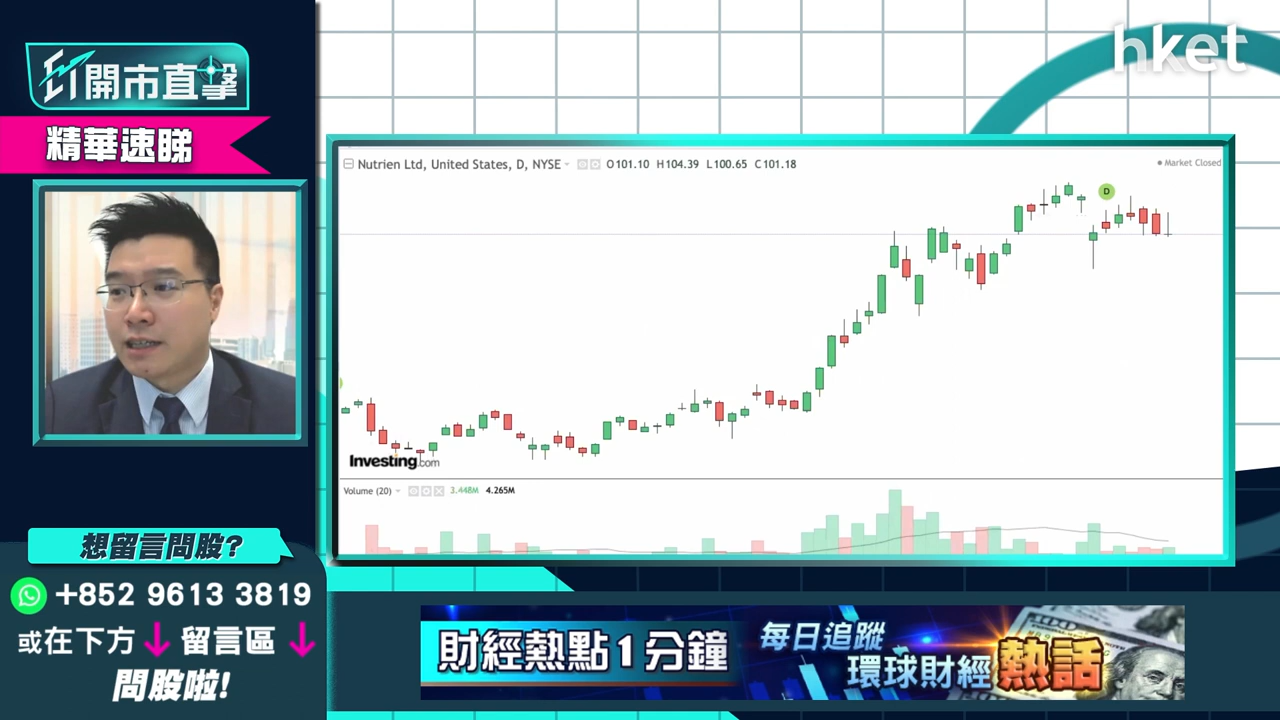 hket
開市直擊
精華速睇
Nutrien Ltd, United States, D, NYSE O101.10 H104.39 L100.65 C101.18
Market Closed
D
Investing.com
Volume (20) 3.448M 4.265M
想留言問股?
+852 9613 3819
或在下方 留言區
問股啦!
財經熱點1分鐘
每日追蹤
環球財經熱話